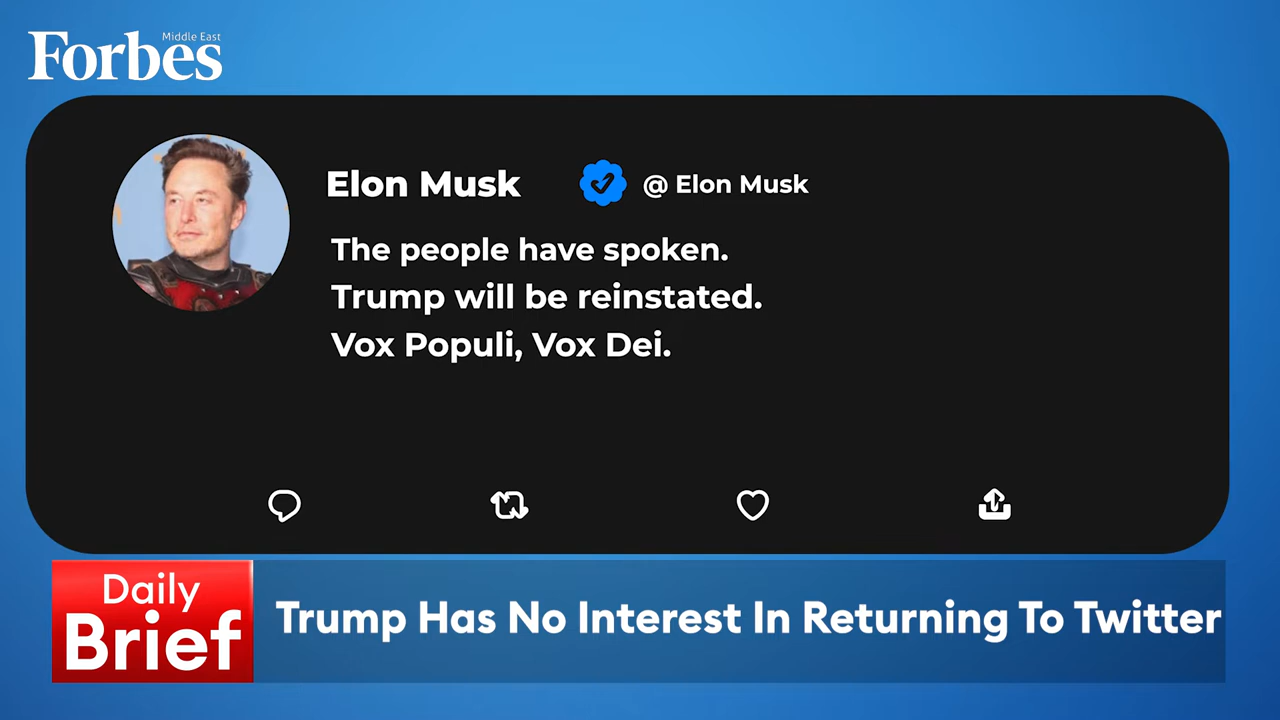 Forbes
Middle East
Elon Musk @ Elon Musk
The people have spoken.
Trump will be reinstated.
Vox Populi, Vox Dei.
Daily
Brief
Trump Has No Interest In Returning To Twitter